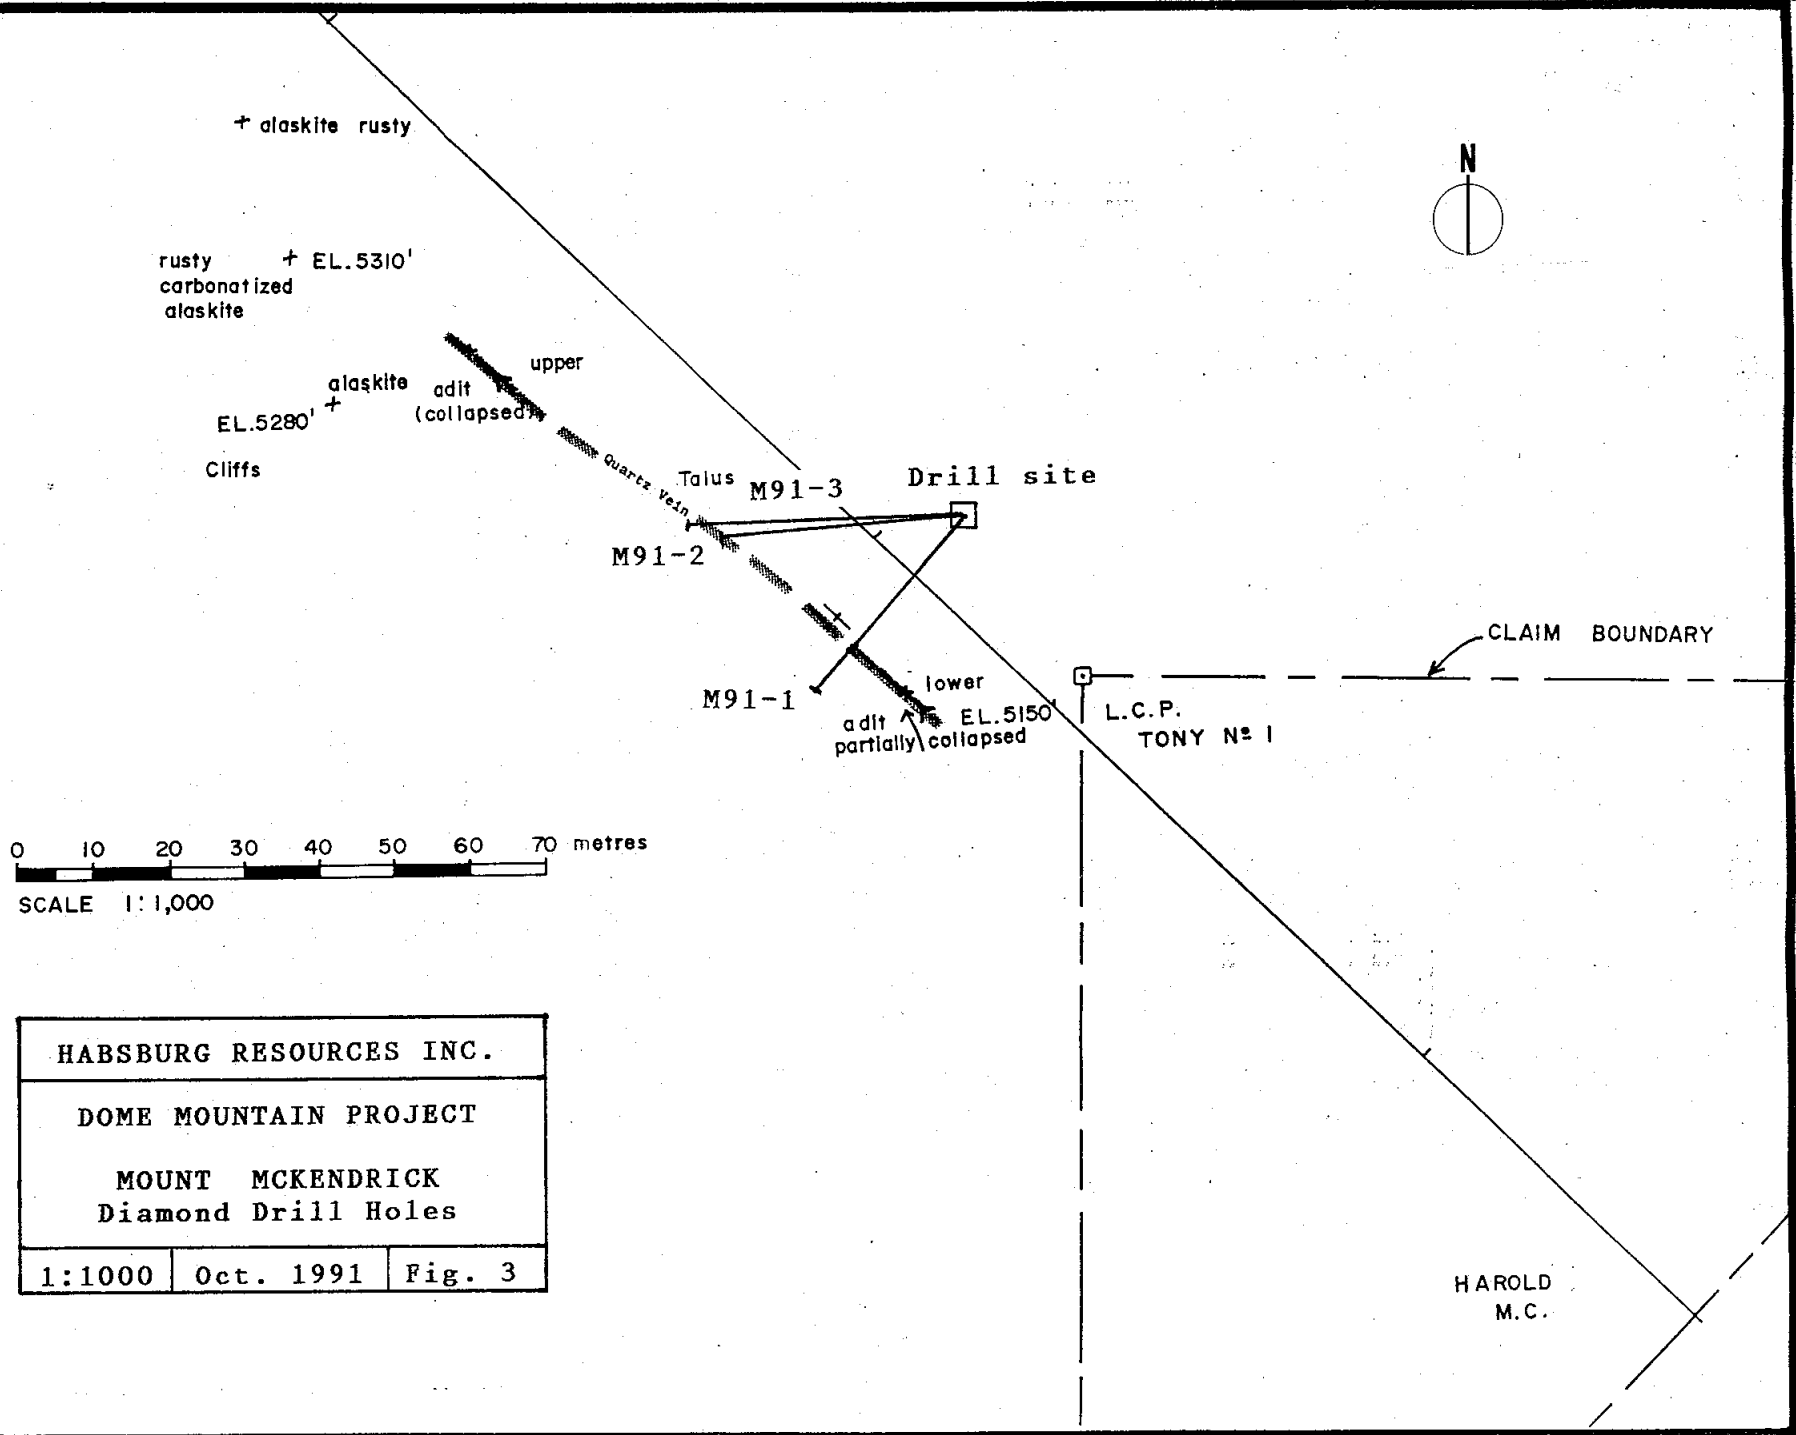 alaskite rusty
N
EL.5310'
rusty
carbonatized
alaskite
upper
alaskite
adit
(collapsed)
EL.5280'
Cliffs
Quartz Vein
Talus
M91-3
Drill site
M91-2
CLAIM BOUNDARY
lower
M91-1
EL.5150'
adit
partially collapsed
L.C.P.
TONY Nº 1
0 10 20 30 40 50 60 70 metres
SCALE 1:1,000
HABSBURG RESOURCES INC.
DOME MOUNTAIN PROJECT
MOUNT MCKENDRICK
Diamond Drill Holes
1:1000 Oct. 1991 Fig. 3
HAROLD
M.C.